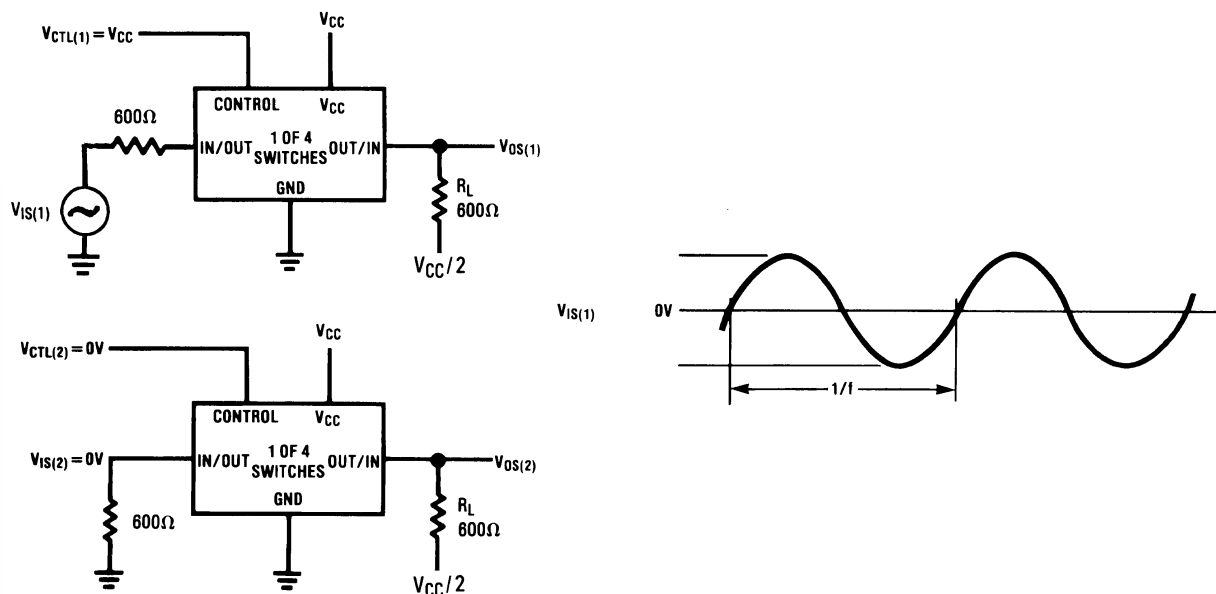 VCC
VCTL(1) = VCC
CONTROL VCC
600Ω
IN/OUT 1 OF 4 SWITCHES OUT/IN
VOS(1)
GND
VIS(1)
RL
600Ω
VCC/2
VCC
VCTL(2) = 0V
CONTROL VCC
VIS(2) = 0V
IN/OUT 1 OF 4 SWITCHES OUT/IN
VOS(2)
GND
600Ω
RL
600Ω
VCC/2
VIS(1) 0V
1/f